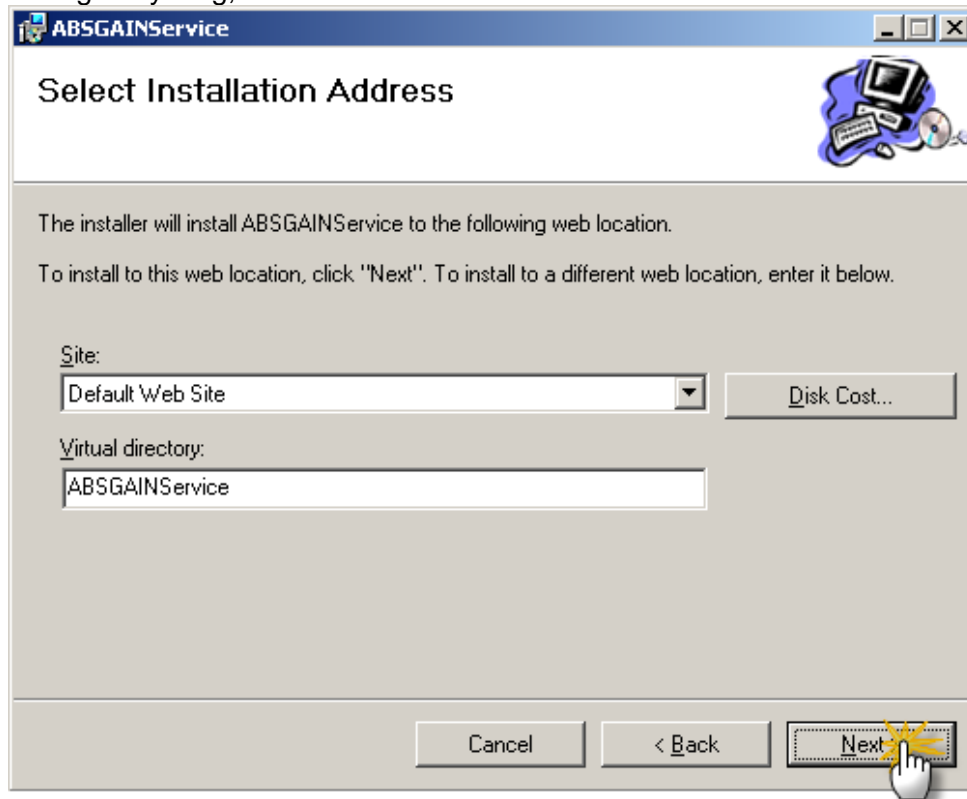 ABSGAINService
Select Installation Address
The installer will install ABSGAINService to the following web location.
To install to this web location, click "Next". To install to a different web location, enter it below.
Site:
Default Web Site
Disk Cost...
Virtual directory:
ABSGAINService
Cancel
< Back
Next